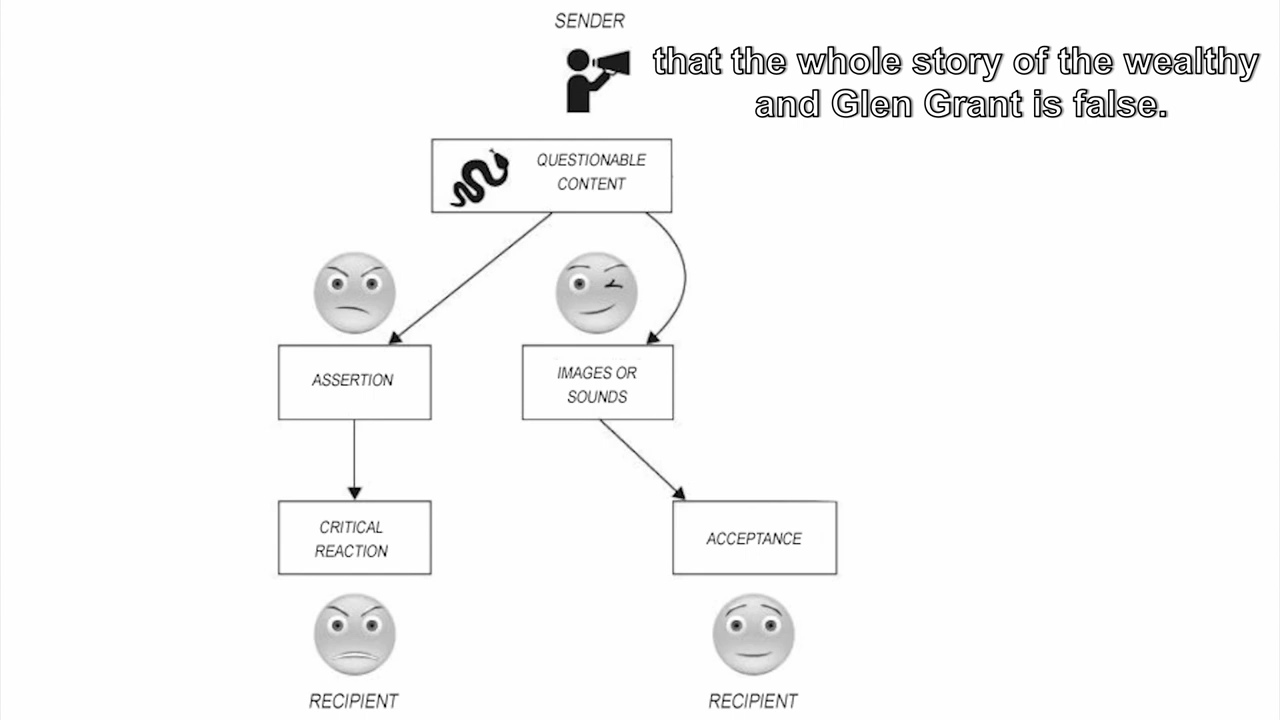 SENDER
that the whole story of the wealthy
and Glen Grant is false.
QUESTIONABLE
CONTENT
ASSERTION
IMAGES OR
SOUNDS
CRITICAL
REACTION
ACCEPTANCE
RECIPIENT
RECIPIENT